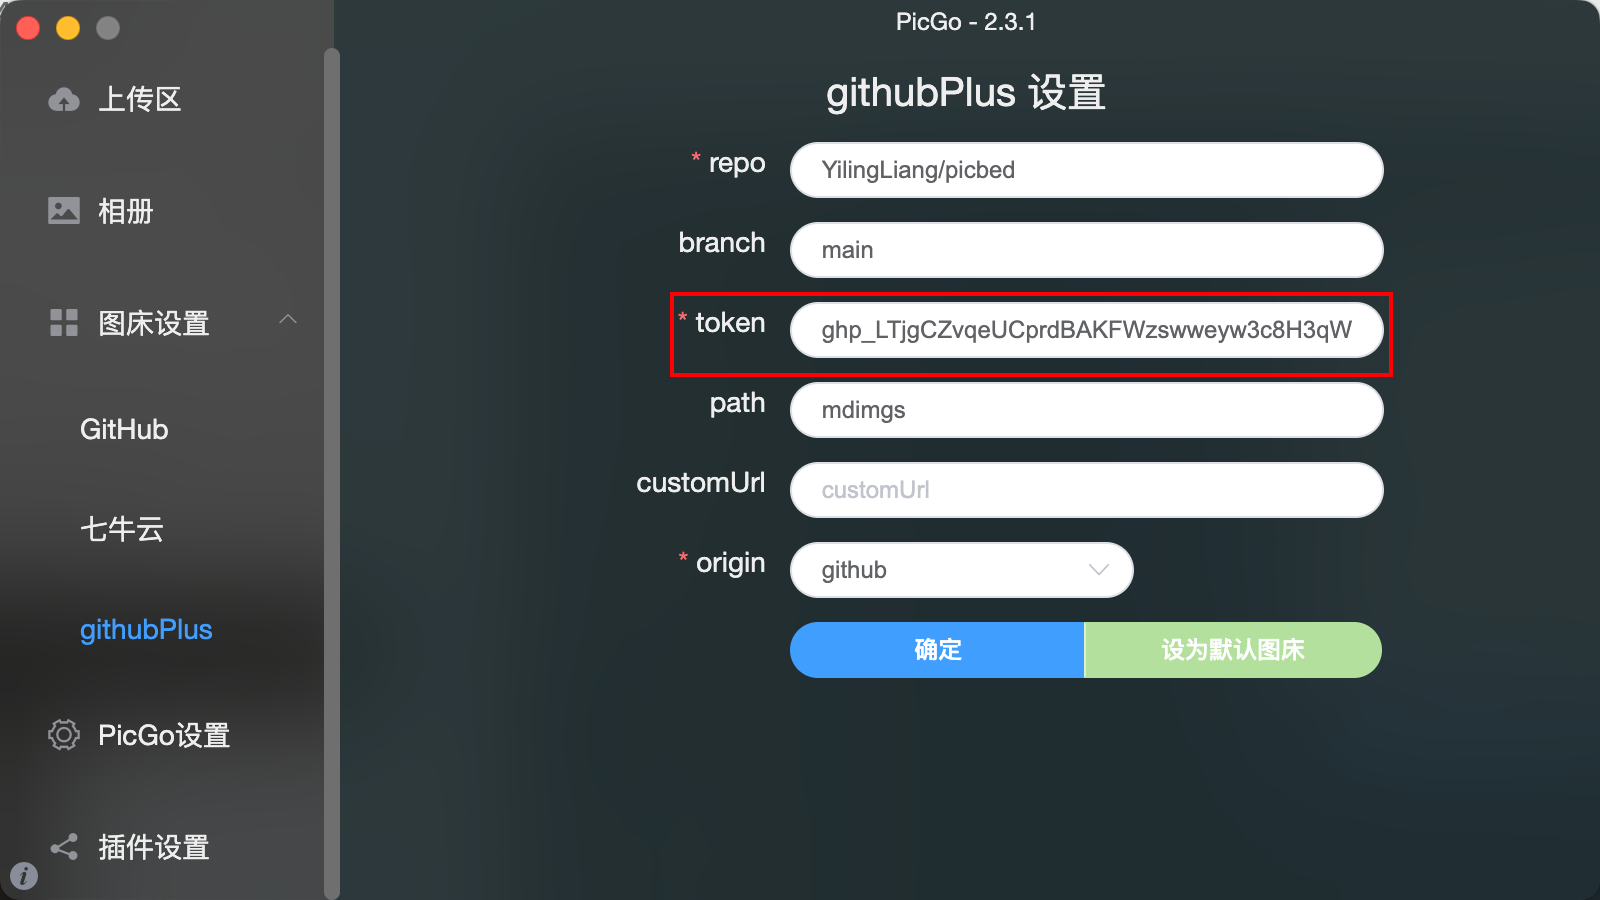 PicGo - 2.3.1
上传区
相册
图床设置
GitHub
七牛云
githubPlus
PicGo设置
插件设置
githubPlus 设置
* repo YilingLiang/picbed
branch main
* token ghp_LTjgCZvqeUCprdBAKFWzswweyw3c8H3qW
path mdimgs
customUrl customUrl
* origin github
确定 设为默认图床